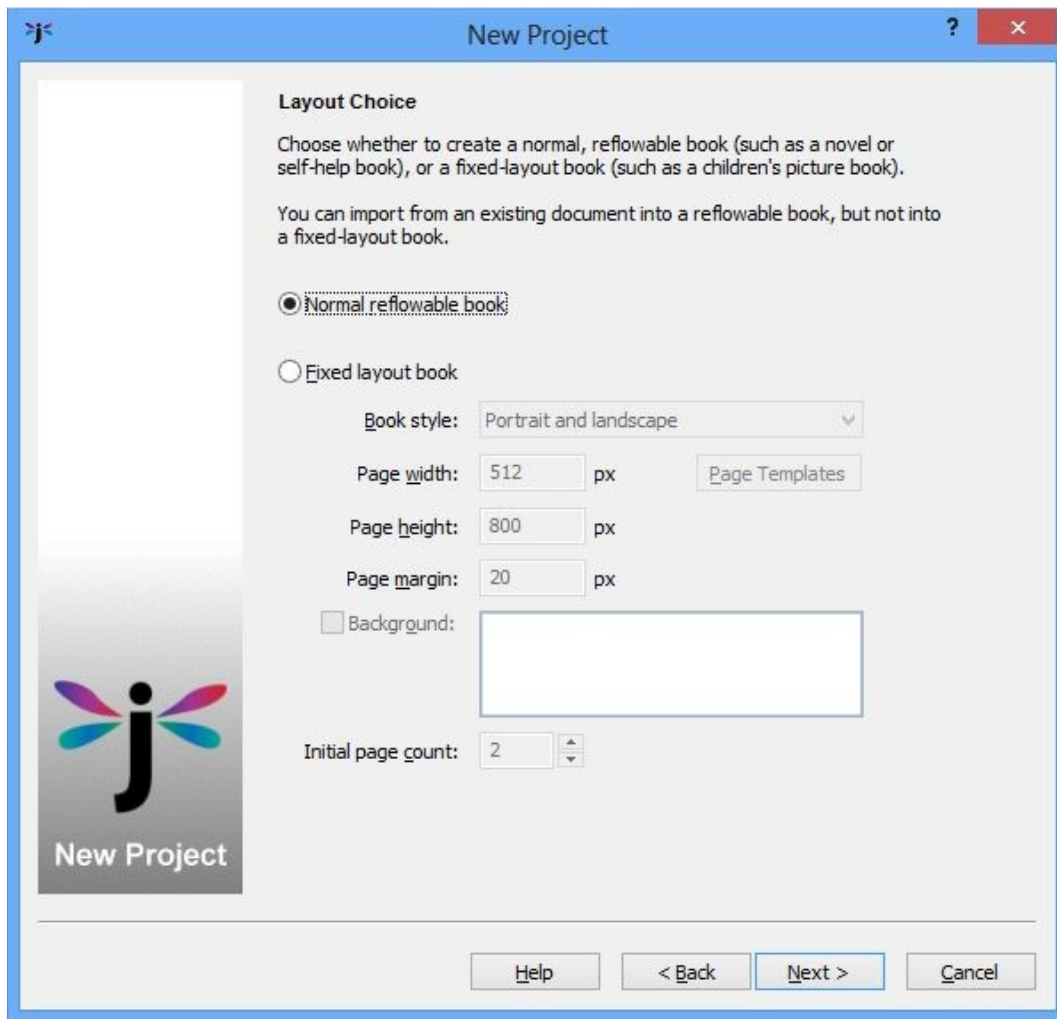 New Project
?
Layout Choice
Choose whether to create a normal, reflowable book (such as a novel or
self-help book), or a fixed-layout book (such as a children's picture book).
You can import from an existing document into a reflowable book, but not into
a fixed-layout book.
Normal reflowable book
Fixed layout book
Book style: Portrait and landscape
Page width: 512 px Page Templates
Page height: 800 px
Page margin: 20 px
Background:
Initial page count: 2
j
New Project
Help < Back Next > Cancel